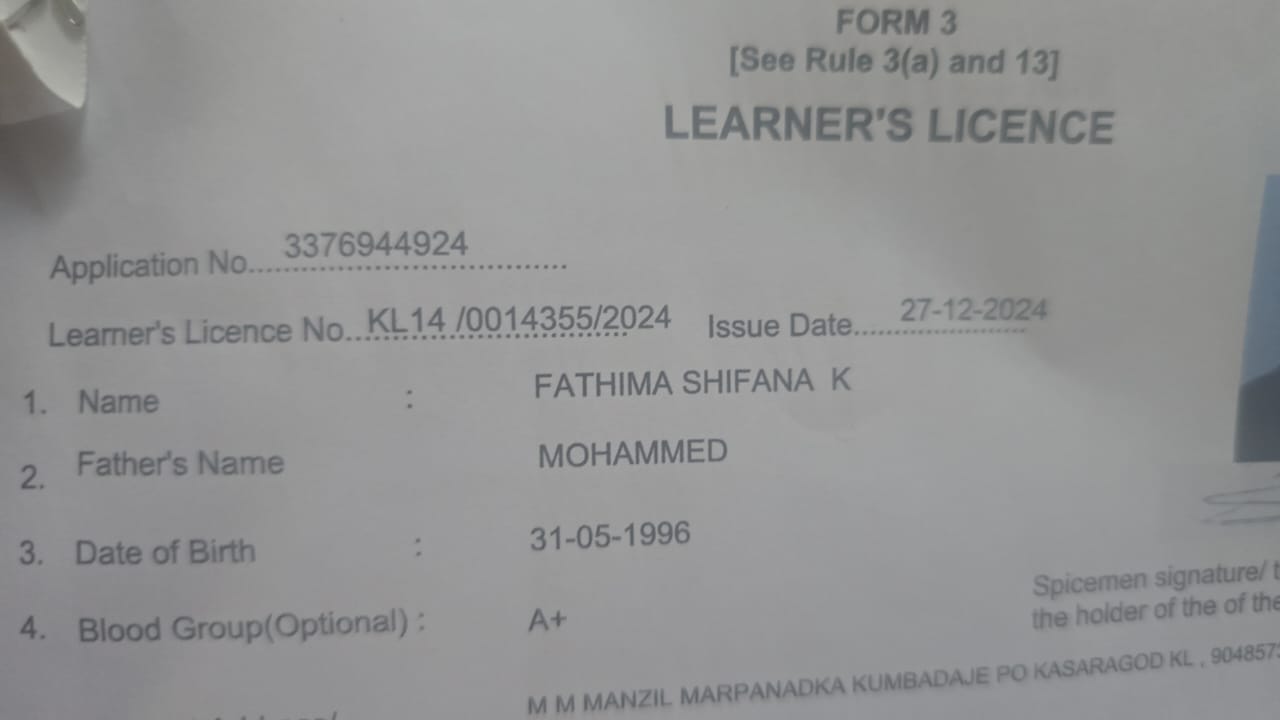 FORM 3
[See Rule 3(a) and 13]
LEARNER'S LICENCE
Application No. 3376944924
Learner's Licence No. KL14 /0014355/2024 Issue Date 27-12-2024
1. Name : FATHIMA SHIFANA K
2. Father's Name MOHAMMED
3. Date of Birth : 31-05-1996
4. Blood Group(Optional) : A+
Spicemen signature/
the holder of the of the
M M MANZIL MARPANADKA KUMBADAJE PO KASARAGOD KL , 904857